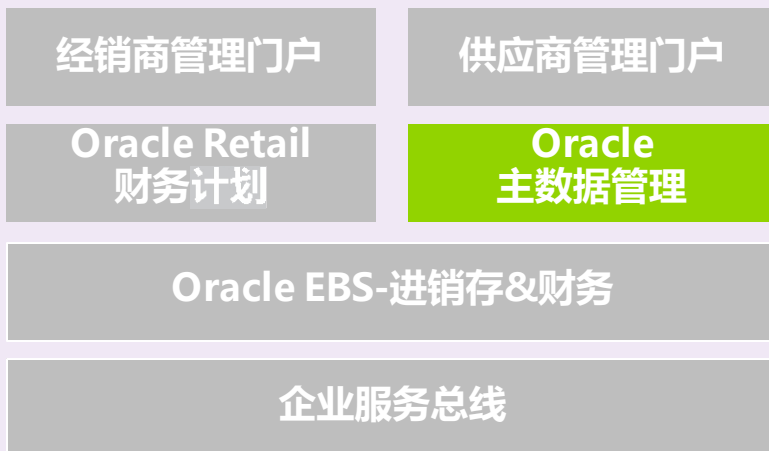 经销商管理门户
供应商管理门户
Oracle Retail
财务计划
Oracle
主数据管理
Oracle EBS-进销存&财务
企业服务总线